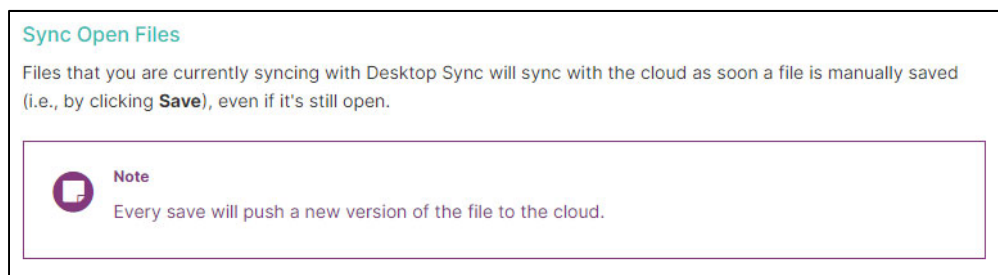 Sync Open Files
Files that you are currently syncing with Desktop Sync will sync with the cloud as soon a file is manually saved
(i.e., by clicking Save), even if it's still open.
Note
Every save will push a new version of the file to the cloud.